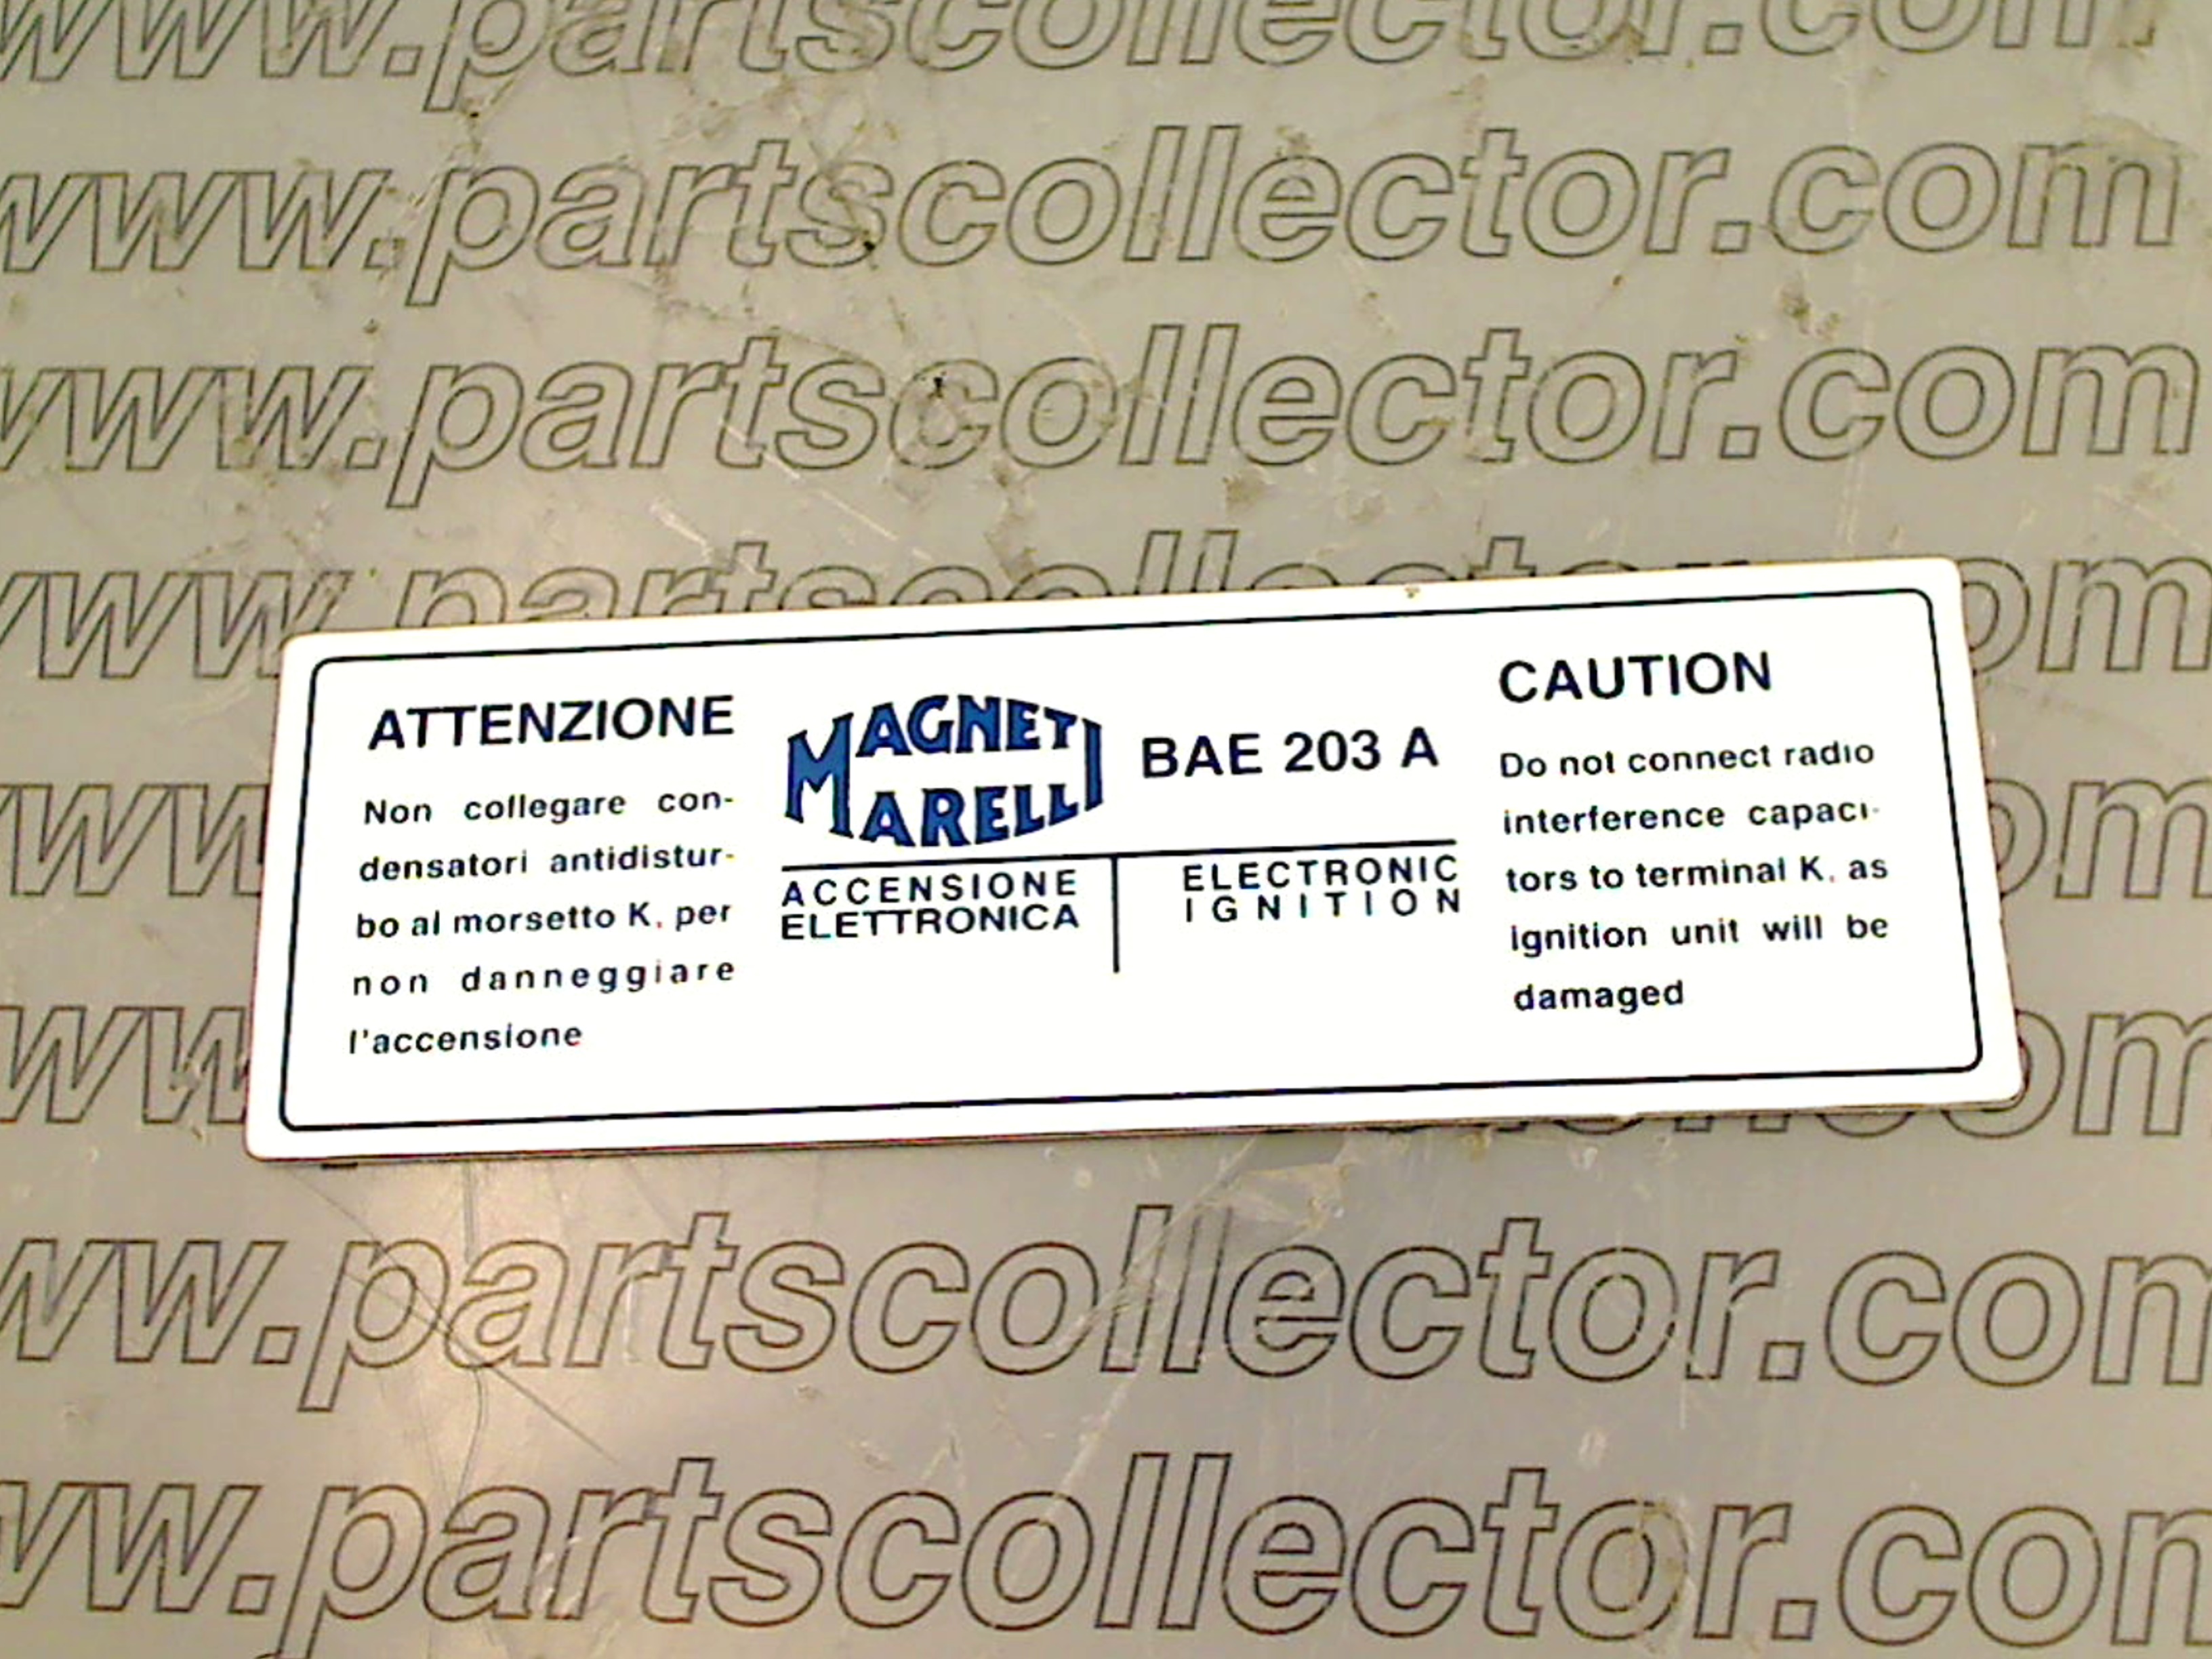 www.partscollector.com
www.partscollector.com
www.partscollector.com
ATTENZIONE
Non collegare con-
densatori antidistur-
bo al morsetto K, per
non danneggiare
l'accensione
MAGNETI
MARELLI
BAE 203 A
ACCENSIONE
ELETTRONICA
ELECTRONIC
IGNITION
CAUTION
Do not connect radio
interference capaci-
tors to terminal K, as
ignition unit will be
damaged
ww.partscollector.com
ww.partscollector.com